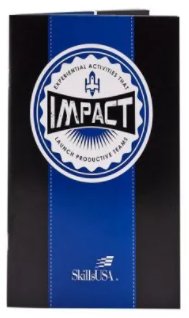 EXPERIENTIAL ACTIVITIES THAT
IMPACT
LAUNCH PRODUCTIVE TEAMS
SkillsUSA